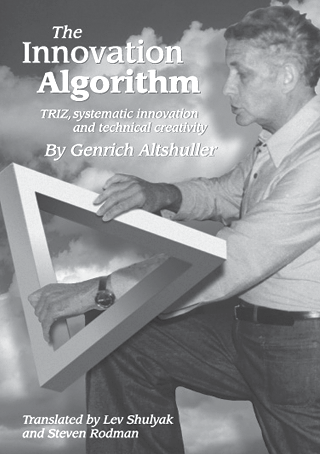 The
Innovation
Algorithm
TRIZ, systematic innovation
and technical creativity
By Genrich Altshuller
Translated by Lev Shulyak
and Steven Rodman